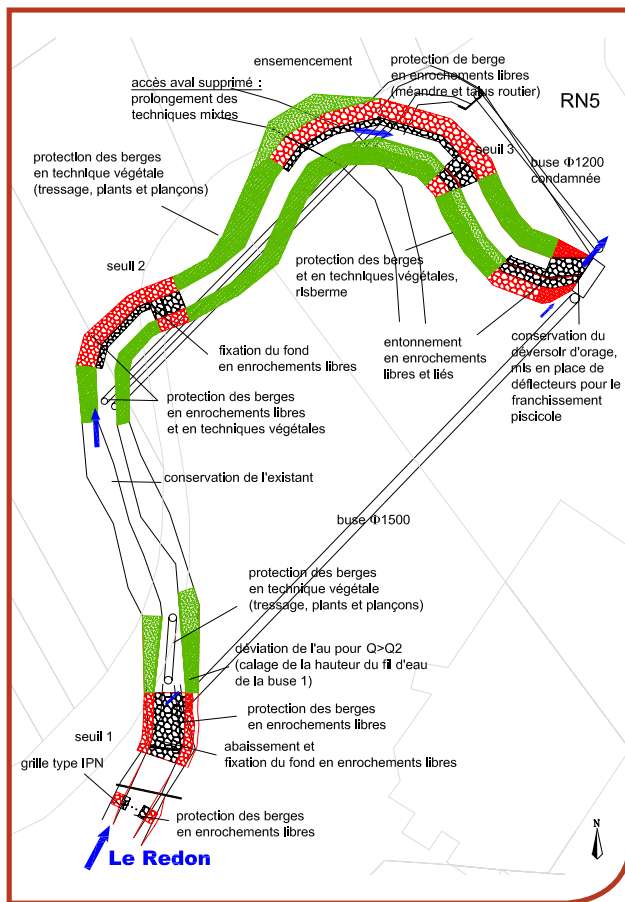 ensemencement
protection de berge
en enrochements libres
(méandre et talus routier)
accès aval supprimé :
prolongement des
techniques mixtes
RN5
buse Φ1200
condamnée
seuil 3
protection des berges
en technique végétale
(tressage, plants et plançons)
seuil 2
protection des berges
et en techniques végétales,
risberme
fixation du fond
en enrochements libres
entonnement
en enrochements
libres et liés
conservation du
déversoir d'orage,
mis en place de
déflecteurs pour le
franchissement
piscicole
protection des berges
en enrochements libres
et en techniques végétales
conservation de l'existant
buse Φ1500
protection des berges
en technique végétale
(tressage, plants et plançons)
déviation de l'au pour Q>Q2
(calage de la hauteur du fil d'eau
de la buse 1)
protection des berges
en enrochements libres
seuil 1
abaissement et
fixation du fond en enrochements libres
grille type IPN
protection des berges
en enrochements libres
N
Le Redon